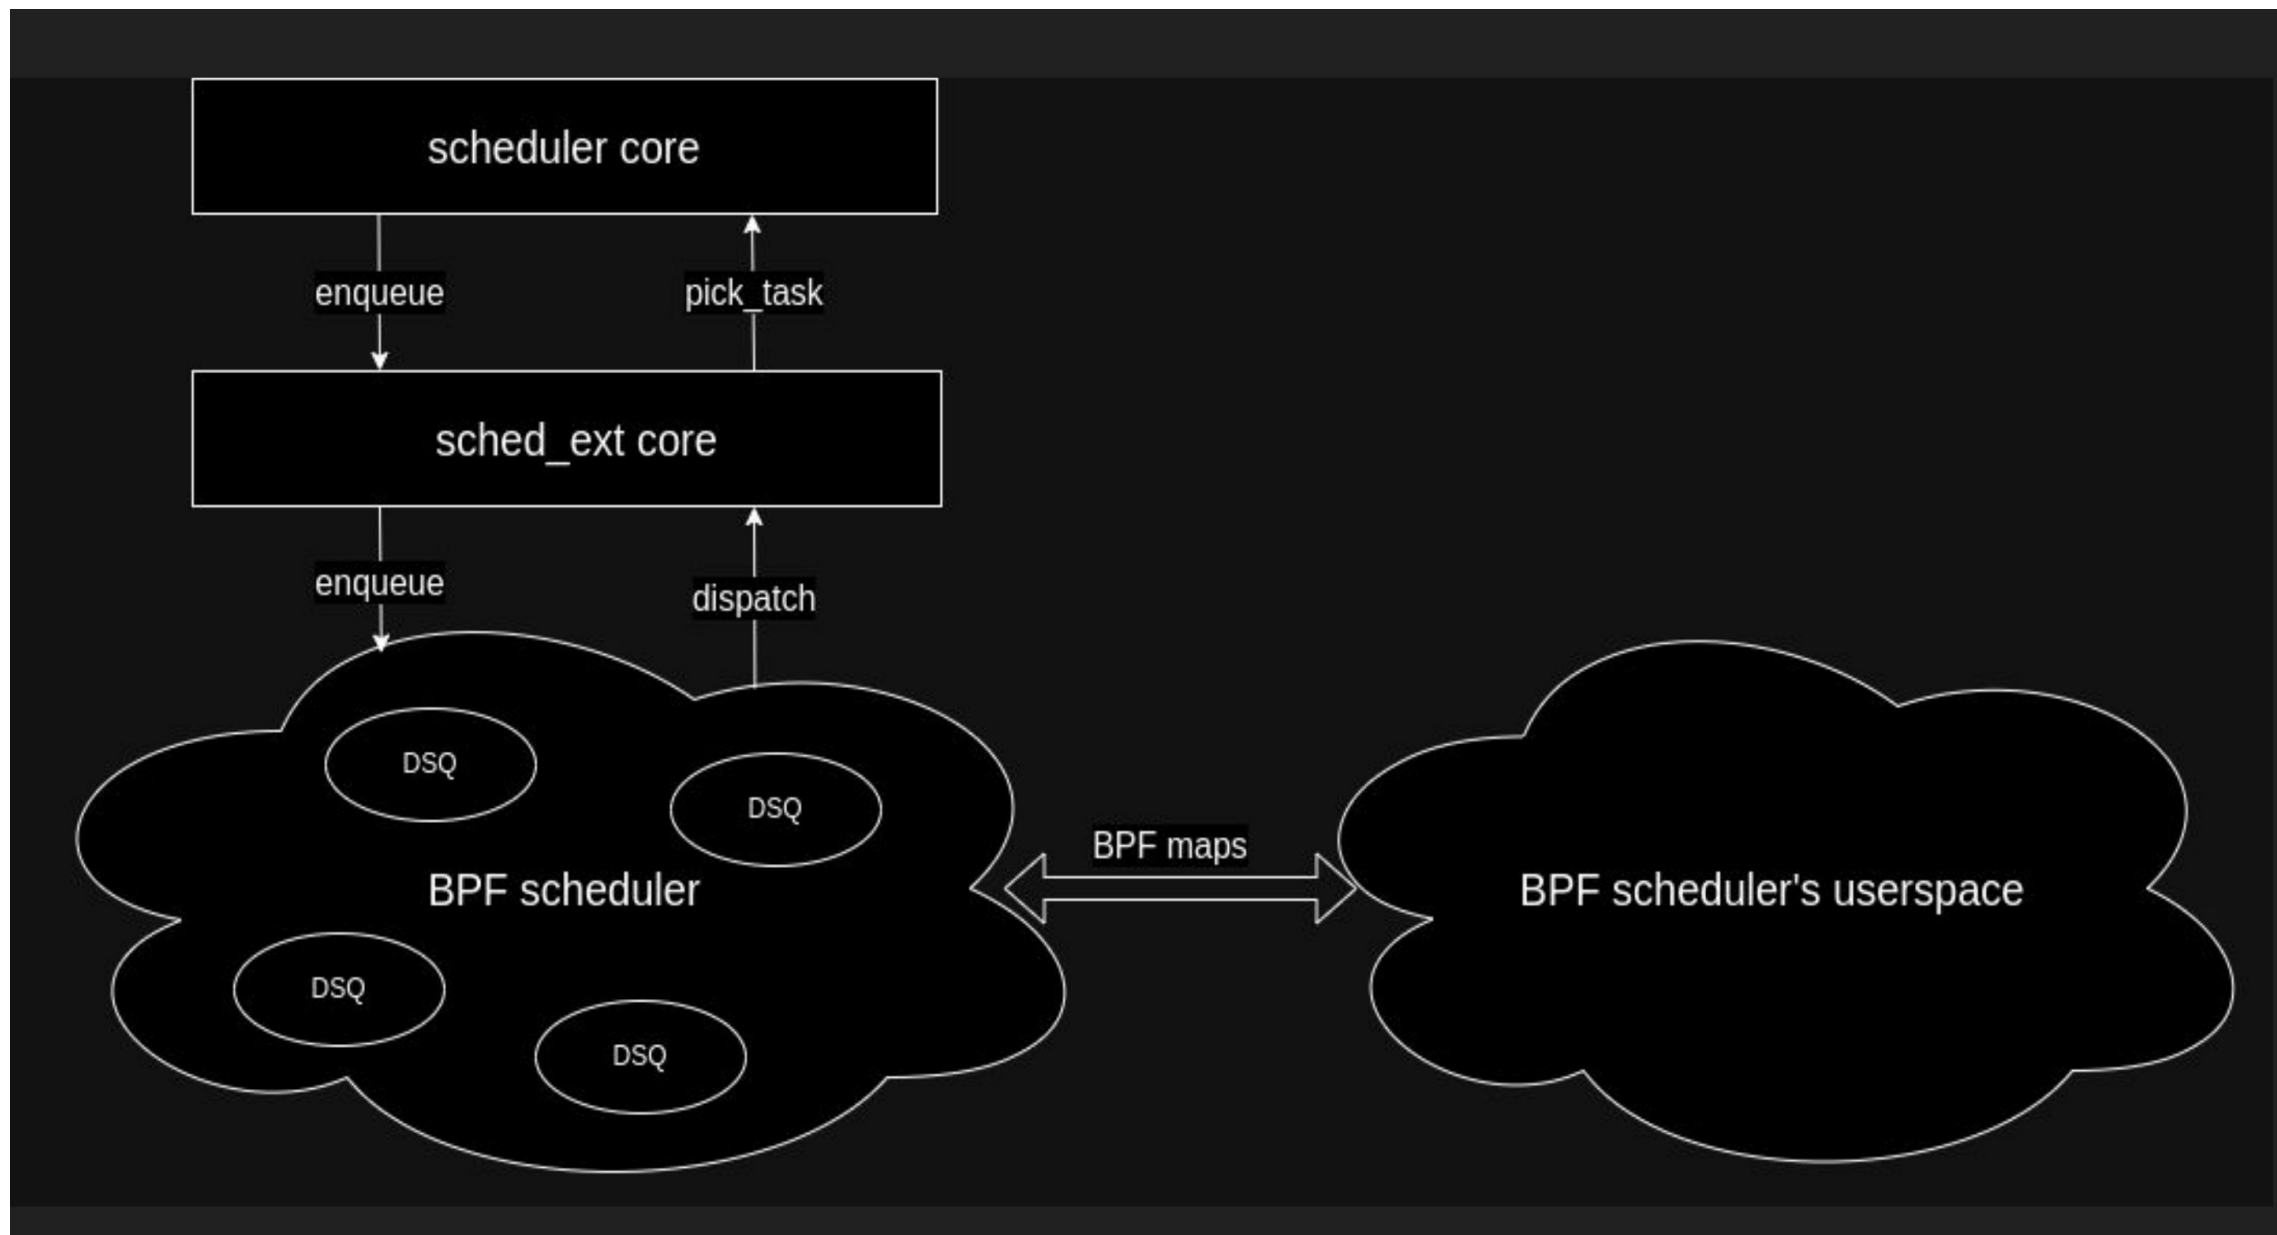 scheduler core
enqueue
pick_task
sched_ext core
enqueue
dispatch
DSQ
DSQ
BPF maps
BPF scheduler
BPF scheduler's userspace
DSQ
DSQ